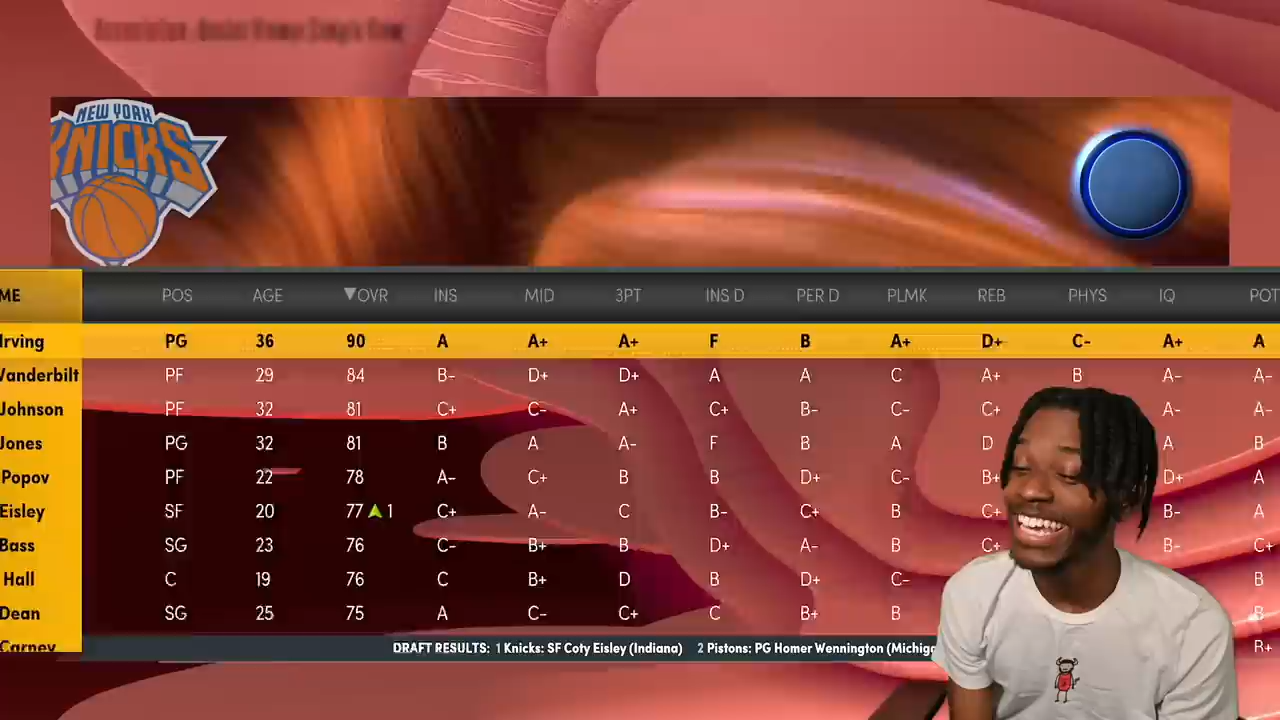 NEW YORK
KNICKS
ME POS AGE ▼OVR INS MID 3PT INS D PER D PLMK REB PHYS IQ POT
Irving PG 36 90 A A+ A+ F B A+ D+ C- A+ A
Vanderbilt PF 29 84 B- D+ D+ A A C A+ B A- A-
Johnson PF 32 81 C+ C- A+ C+ B- C- C+ A- A-
Jones PG 32 81 B A A- F B A D A B
Popov PF 22 78 A- C+ B B D+ C- B+ D+ A
Eisley SF 20 77 ▲1 C+ A- C B- C+ B C+ B- A
Bass SG 23 76 C- B+ B D+ A- B C+ B- C+
Hall C 19 76 C B+ D B D+ C- B
Dean SG 25 75 A C- C+ C B+ B B
Carney
DRAFT RESULTS: 1 Knicks: SF Coty Eisley (Indiana) 2 Pistons: PG Homer Wennington (Michiga